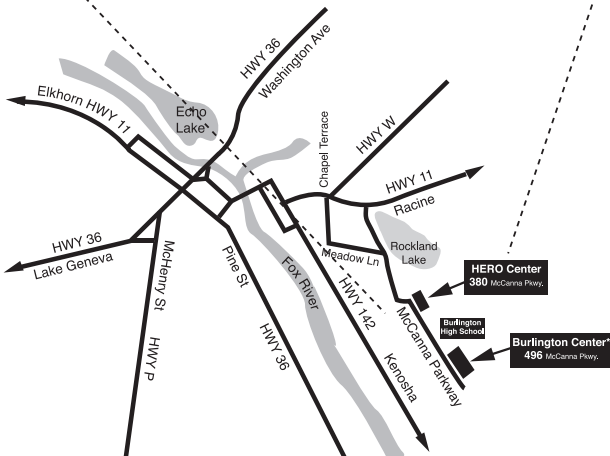 HWY 36
Washington Ave
Elkhorn HWY 11
Echo
Lake
Chapel Terrace
HWY W
HWY 11
Racine
HWY 36
Lake Geneva
McHenry St
HWY P
Pine St
HWY 36
Fox River
Meadow Ln
Rockland
Lake
HWY 142
Kenosha
McCanna Parkway
HERO Center
380 McCanna Pkwy.
Burlington
High School
Burlington Center*
496 McCanna Pkwy.